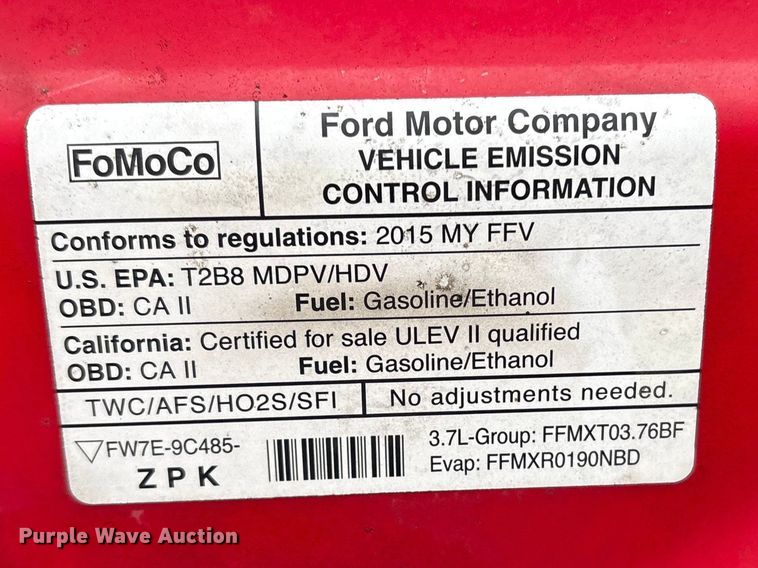 FoMoCo
Ford Motor Company
VEHICLE EMISSION
CONTROL INFORMATION
Conforms to regulations: 2015 MY FFV
U.S. EPA: T2B8 MDPV/HDV
OBD: CA II Fuel: Gasoline/Ethanol
California: Certified for sale ULEV II qualified
OBD: CA II Fuel: Gasoline/Ethanol
TWC/AFS/HO2S/SFI No adjustments needed.
FW7E-9C485-
Z P K
3.7L-Group: FFMXT03.76BF
Evap: FFMXR0190NBD
Purple Wave Auction